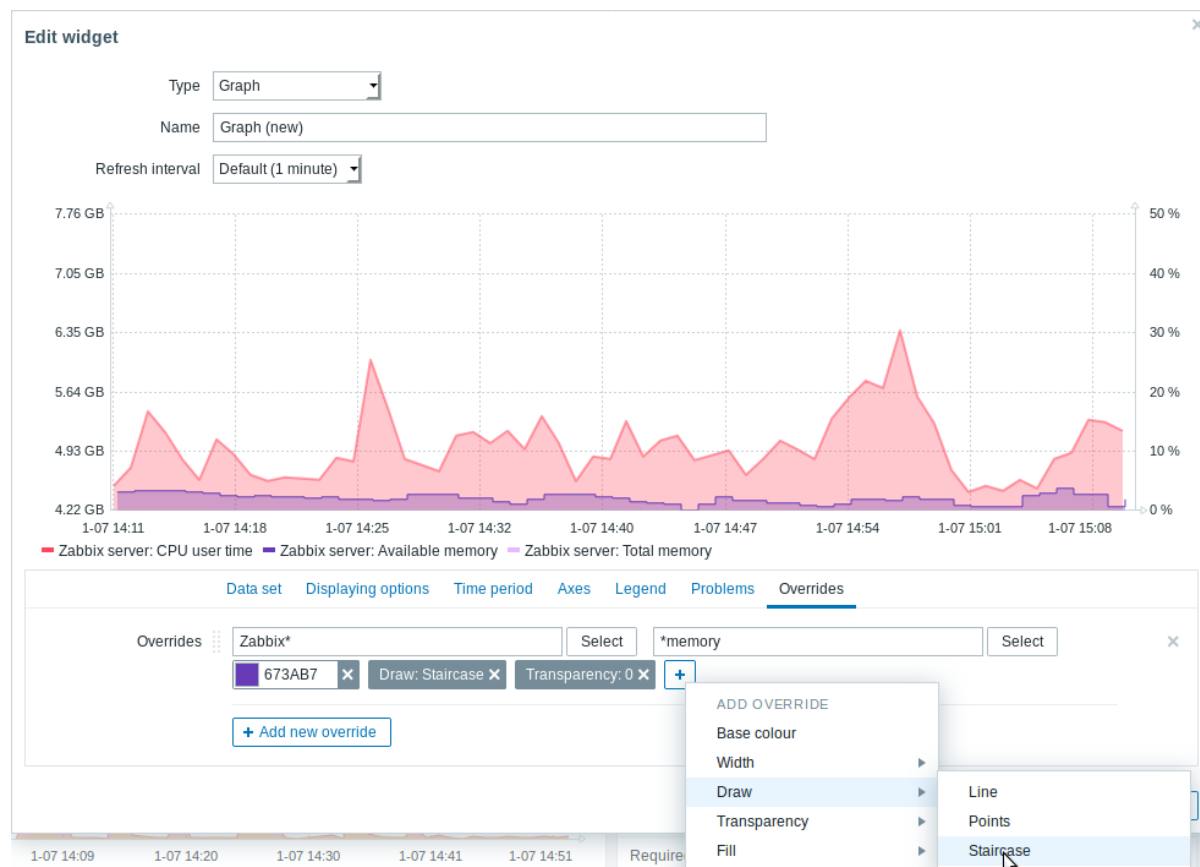 Edit widget
Type Graph
Name Graph (new)
Refresh interval Default (1 minute)
7.76 GB 50 %
7.05 GB 40 %
6.35 GB 30 %
5.64 GB 20 %
4.93 GB 10 %
4.22 GB 0 %
1-07 14:11 1-07 14:18 1-07 14:25 1-07 14:32 1-07 14:40 1-07 14:47 1-07 14:54 1-07 15:01 1-07 15:08
Zabbix server: CPU user time Zabbix server: Available memory Zabbix server: Total memory
Data set Displaying options Time period Axes Legend Problems Overrides
Overrides Zabbix* Select *memory Select
673AB7 Draw: Staircase Transparency: 0 +
+ Add new override
ADD OVERRIDE
Base colour
Width
Draw
Transparency
Fill
Line
Points
Staircase
1-07 14:09 1-07 14:20 1-07 14:30 1-07 14:41 1-07 14:51